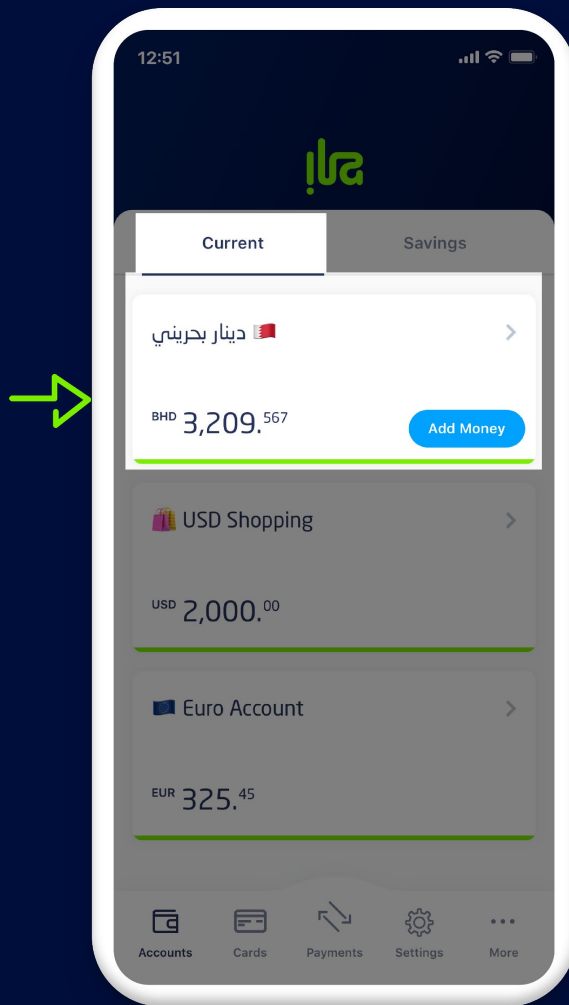 12:51
ila إلى
Current
Savings
دينار بحريني
BHD 3,209.567
Add Money
USD Shopping
USD 2,000.00
Euro Account
EUR 325.45
Accounts
Cards
Payments
Settings
More